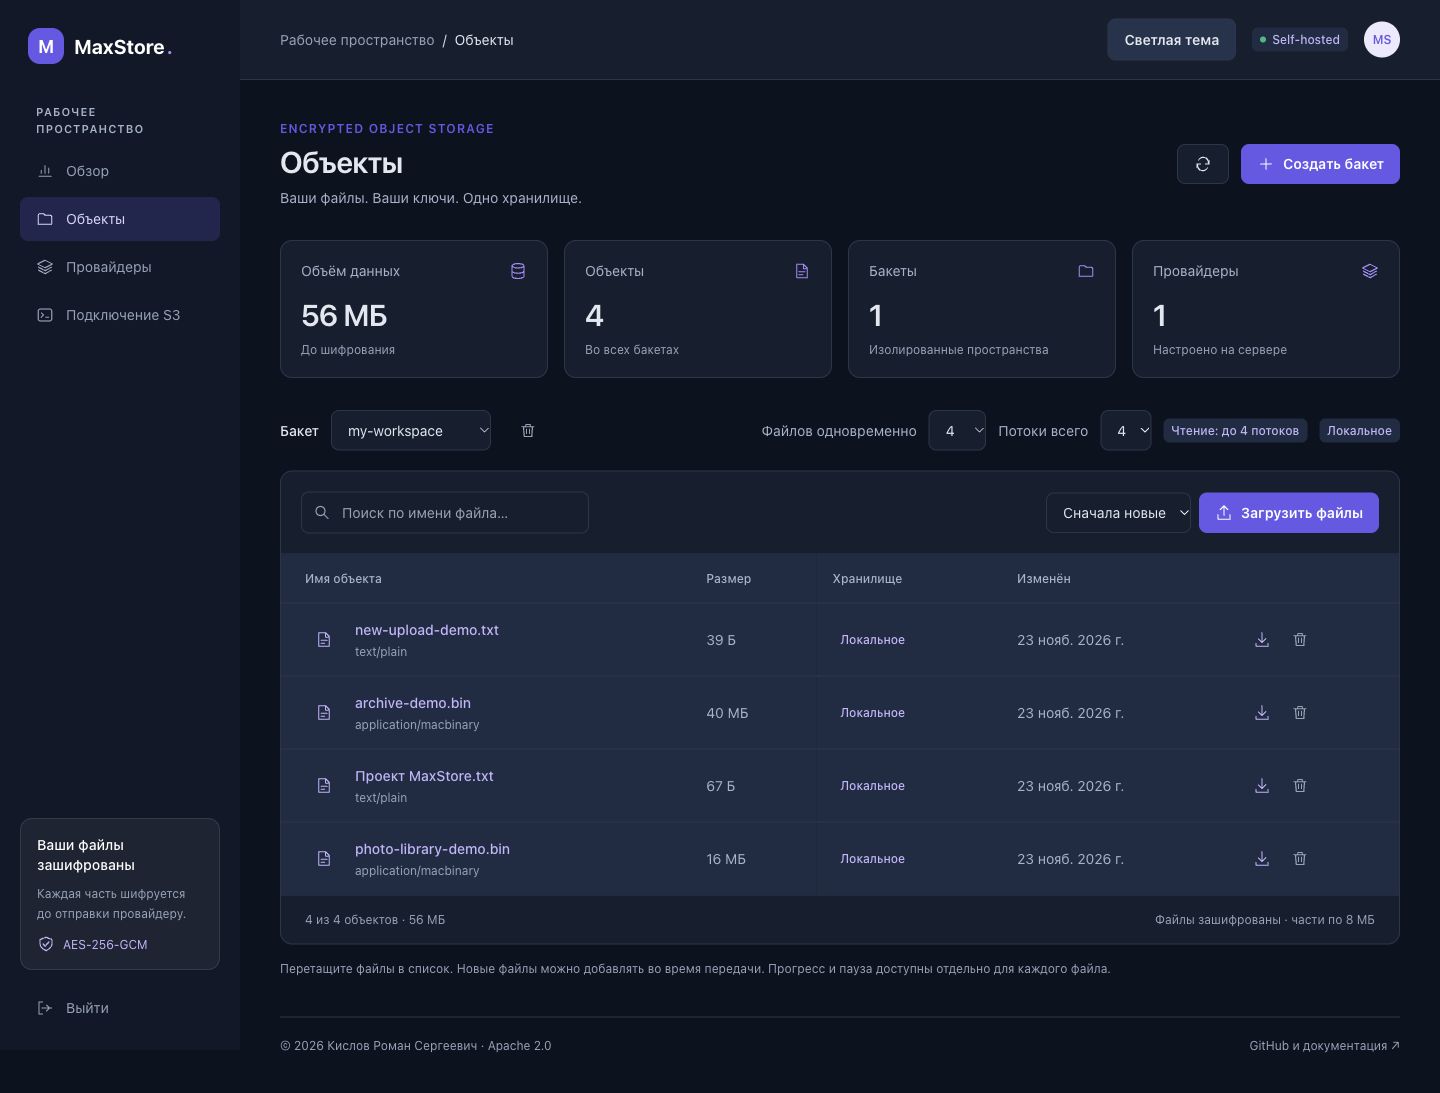 M MaxStore.
РАБОЧЕЕ
ПРОСТРАНСТВО
Обзор
Объекты
Провайдеры
Подключение S3
Ваши файлы
зашифрованы
Каждая часть шифруется
до отправки провайдеру.
AES-256-GCM
Выйти
Рабочее пространство / Объекты
Светлая тема
Self-hosted
MS
ENCRYPTED OBJECT STORAGE
Объекты
Ваши файлы. Ваши ключи. Одно хранилище.
Создать бакет
Объём данных
56 МБ
До шифрования
Объекты
4
Во всех бакетах
Бакеты
1
Изолированные пространства
Провайдеры
1
Настроено на сервере
Бакет my-workspace
Файлов одновременно 4 Потоки всего 4 Чтение: до 4 потоков Локальное
Поиск по имени файла…
Сначала новые
Загрузить файлы
Имя объекта Размер Хранилище Изменён
new-upload-demo.txt
text/plain
39 Б Локальное 23 нояб. 2026 г.
archive-demo.bin
application/macbinary
40 МБ Локальное 23 нояб. 2026 г.
Проект MaxStore.txt
text/plain
67 Б Локальное 23 нояб. 2026 г.
photo-library-demo.bin
application/macbinary
16 МБ Локальное 23 нояб. 2026 г.
4 из 4 объектов · 56 МБ
Файлы зашифрованы · части по 8 МБ
Перетащите файлы в список. Новые файлы можно добавлять во время передачи. Прогресс и пауза доступны отдельно для каждого файла.
© 2026 Кислов Роман Сергеевич · Apache 2.0
GitHub и документация ↗